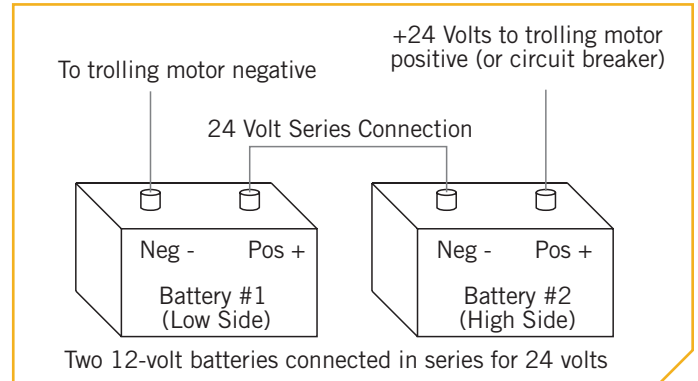 To trolling motor negative
+24 Volts to trolling motor
positive (or circuit breaker)
24 Volt Series Connection
Neg - Pos +
Battery #1
(Low Side)
Neg - Pos +
Battery #2
(High Side)
Two 12-volt batteries connected in series for 24 volts